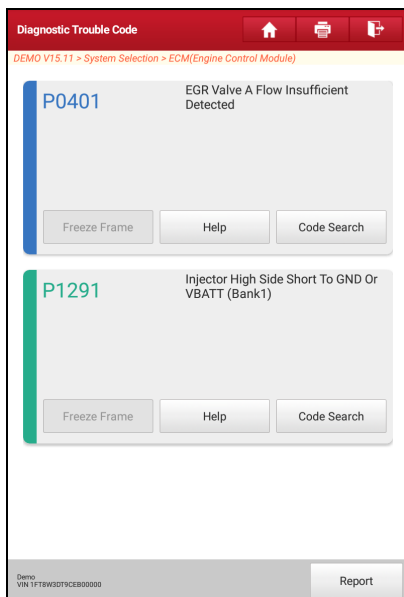 Diagnostic Trouble Code
DEMO V15.11 > System Selection > ECM(Engine Control Module)
P0401
EGR Valve A Flow Insufficient
Detected
Freeze Frame
Help
Code Search
P1291
Injector High Side Short To GND Or
VBATT (Bank1)
Freeze Frame
Help
Code Search
Demo
VIN 1FT8W3DT9CEB00000
Report